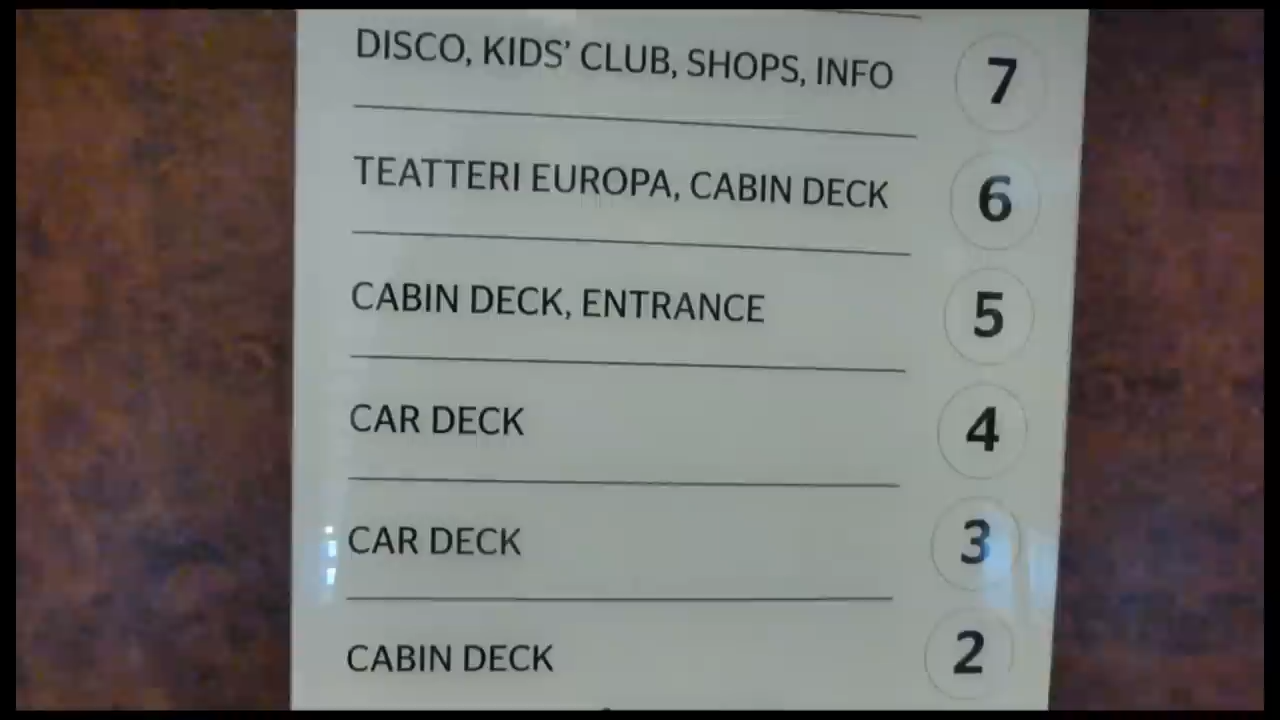 DISCO, KIDS’ CLUB, SHOPS, INFO 7
TEATTERI EUROPA, CABIN DECK 6
CABIN DECK, ENTRANCE 5
CAR DECK 4
CAR DECK 3
CABIN DECK 2